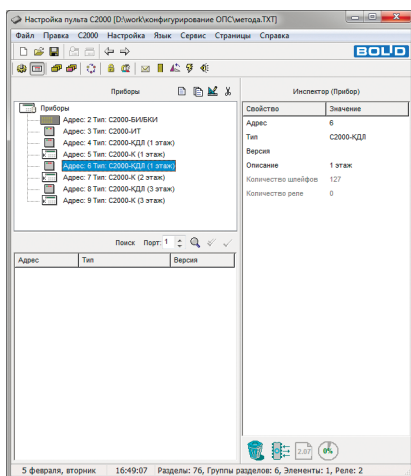 Настройка пульта C2000 [D:\work\конфигурирование ОПС\метода.TXT]
Файл Правка C2000 Настройка Язык Сервис Страницы Справка
BOLID
Приборы
Приборы
Адрес: 2 Тип: С2000-БИ/БКИ
Адрес: 3 Тип: С2000-ИТ
Адрес: 4 Тип: С2000-КДЛ (1 этаж)
Адрес: 5 Тип: С2000-К (1 этаж)
Адрес: 6 Тип: С2000-КДЛ (1 этаж)
Адрес: 7 Тип: С2000-К (2 этаж)
Адрес: 8 Тип: С2000-КДЛ (3 этаж)
Адрес: 9 Тип: С2000-К (3 этаж)
Поиск Порт: 1
Адрес Тип Версия
Инспектор (Прибор)
Свойство Значение
Адрес 6
Тип С2000-КДЛ
Версия
Описание 1 этаж
Количество шлейфов 127
Количество реле 0
2.07 0%
5 февраля, вторник 16:49:07 Разделы: 76, Группы разделов: 6, Элементы: 1, Реле: 2